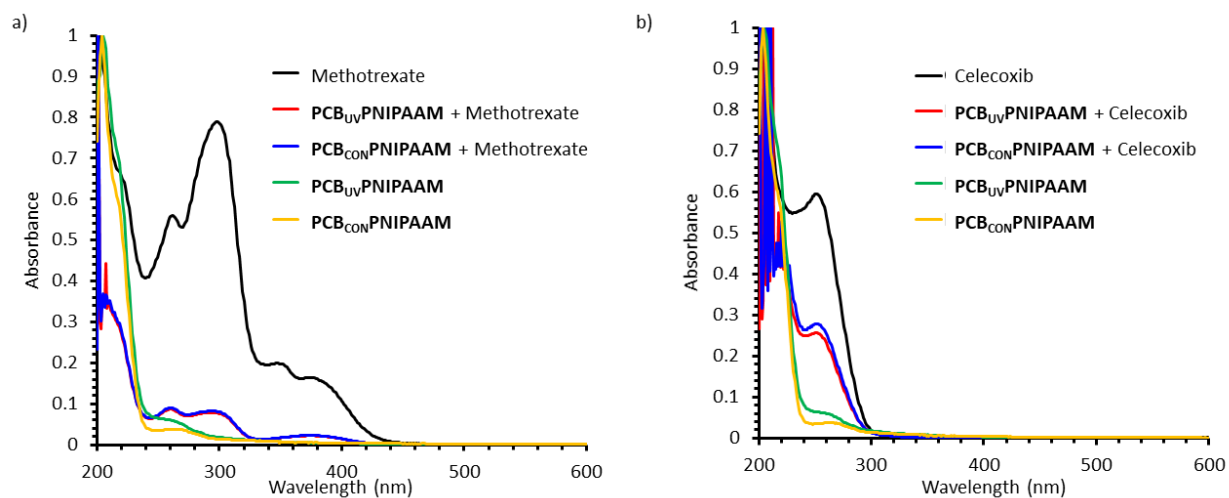 a)
1
0.9
0.8
0.7
0.6
0.5
0.4
0.3
0.2
0.1
0
Absorbance
200
300
400
500
600
Wavelength (nm)
Methotrexate
PCBUVPNIPAAM + Methotrexate
PCBCONPNIPAAM + Methotrexate
PCBUVPNIPAAM
PCBCONPNIPAAM
b)
1
0.9
0.8
0.7
0.6
0.5
0.4
0.3
0.2
0.1
0
Absorbance
200
300
400
500
600
Wavelength (nm)
Celecoxib
PCBUVPNIPAAM + Celecoxib
PCBCONPNIPAAM + Celecoxib
PCBUVPNIPAAM
PCBCONPNIPAAM